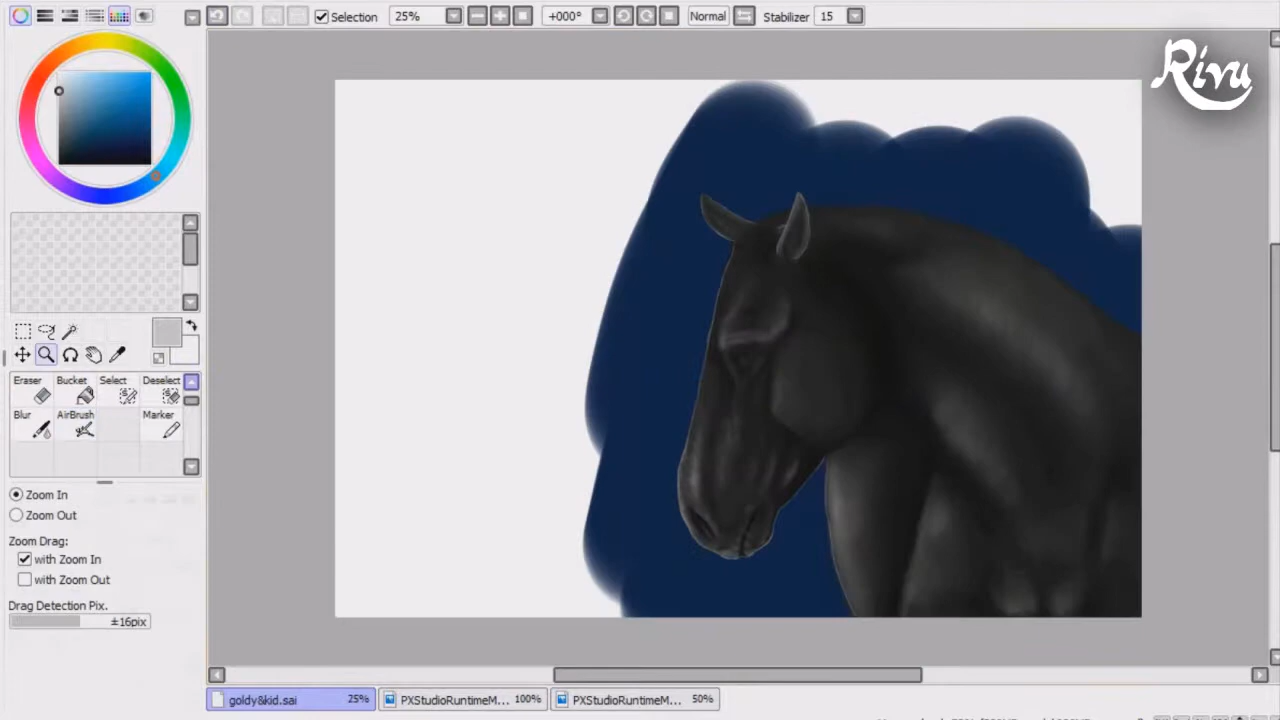 Selection 25% +000° Normal Stabilizer 15
Rivu
Eraser Bucket Select Deselect
Blur AirBrush Marker
Zoom In
Zoom Out
Zoom Drag:
with Zoom In
with Zoom Out
Drag Detection Pix.
±16pix
goldy&kid.sai 25% PXStudioRuntimeM... 100% PXStudioRuntimeM... 50%